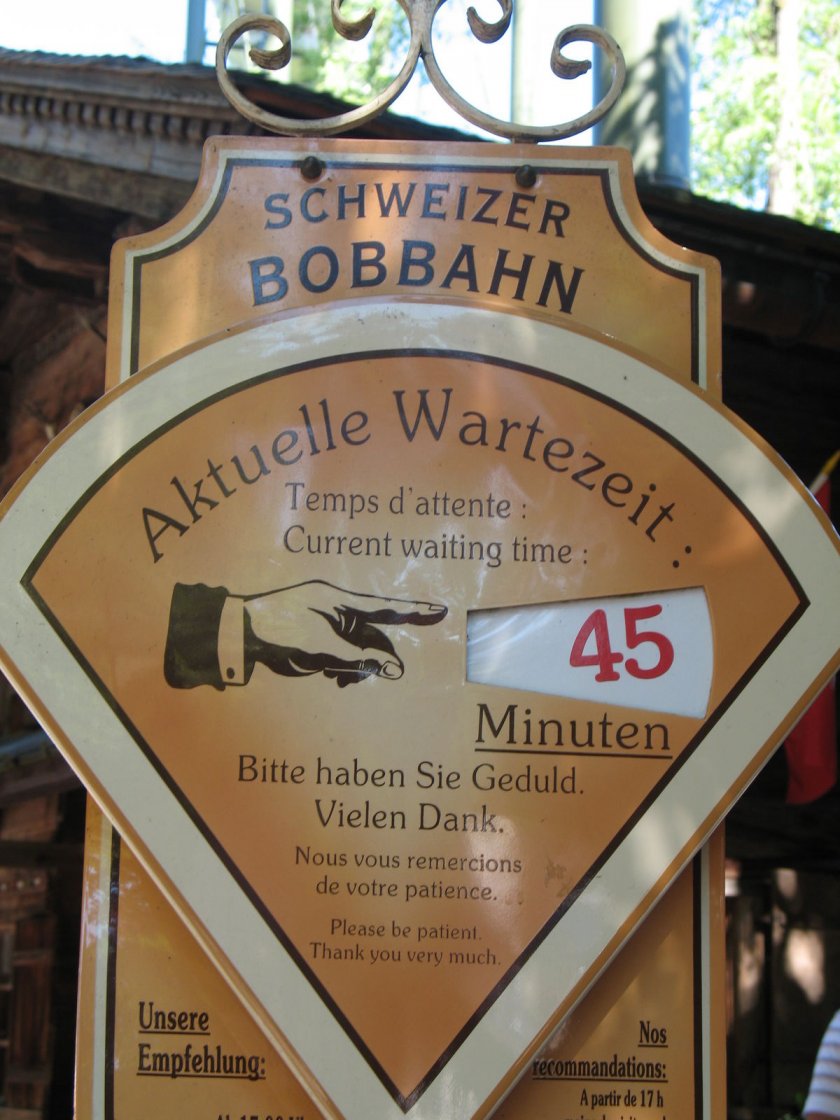 SCHWEIZER
BOBBAHN
Aktuelle Wartezeit :
Temps d'attente :
Current waiting time :
45
Minuten
Bitte haben Sie Geduld.
Vielen Dank.
Nous vous remercions
de votre patience.
Please be patient.
Thank you very much.
Unsere
Empfehlung:
Nos
recommandations:
A partir de 17 h